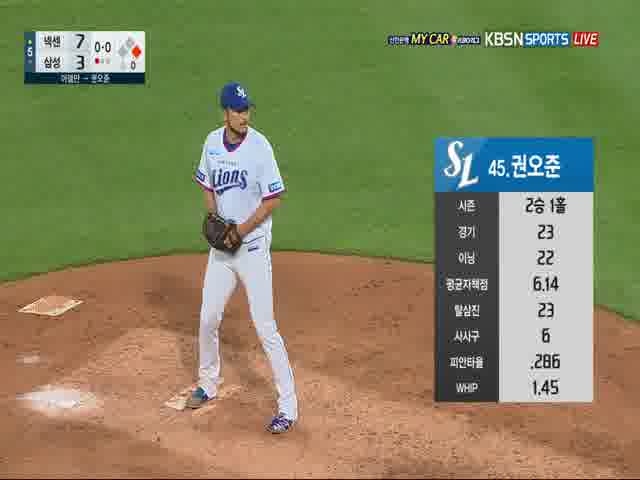 넥센 7
5
삼성 3
0-0
0
아델만 → 권오준
신한은행 MY CAR KBO리그
KBSN SPORTS LIVE
SL
Lions
SL 45.권오준
시즌 2승 1홀
경기 23
이닝 22
평균자책점 6.14
탈삼진 23
사사구 6
피안타율 .286
WHIP 1.45